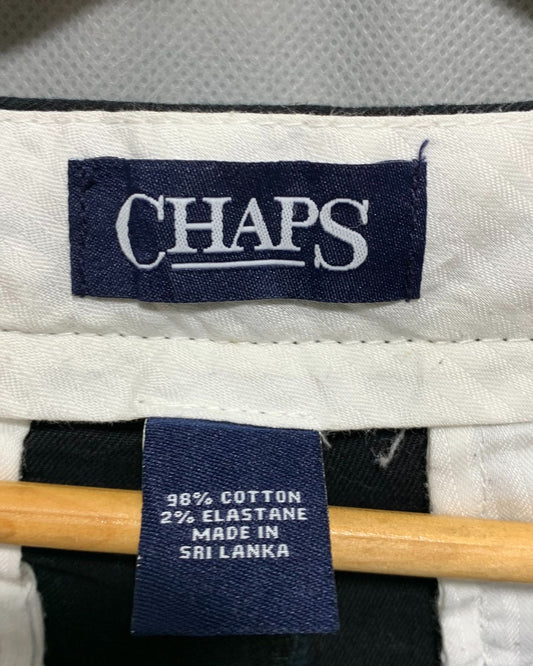 CHAPS
98% COTTON
2% ELASTANE
MADE IN
SRI LANKA